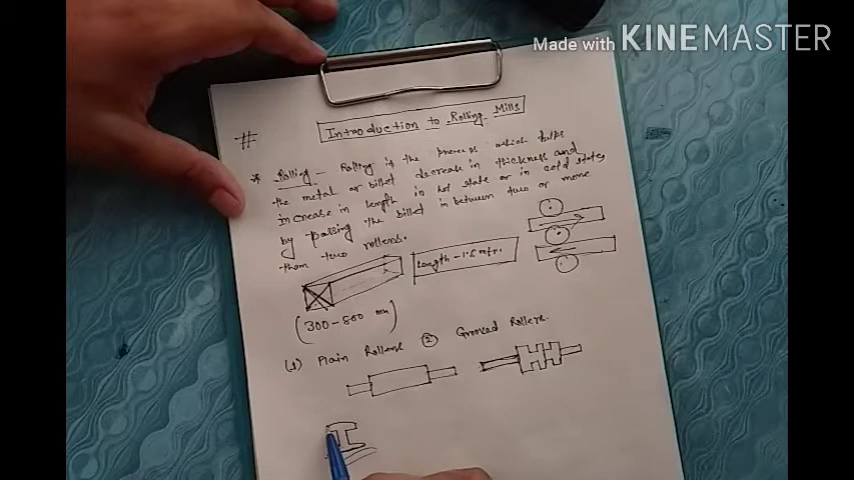 Made with KINEMASTER
# Introduction to Rolling Mills
* Rolling - Rolling is the process which helps
the metal or billet decrease in thickness and
increase in length in hot state or in cold state,
by passing the billet in between two or more
them two rollers.
Length - 1.5 mtr.
(300-500 mm)
(1) Plain Rollers (2) Grooved Rollers.